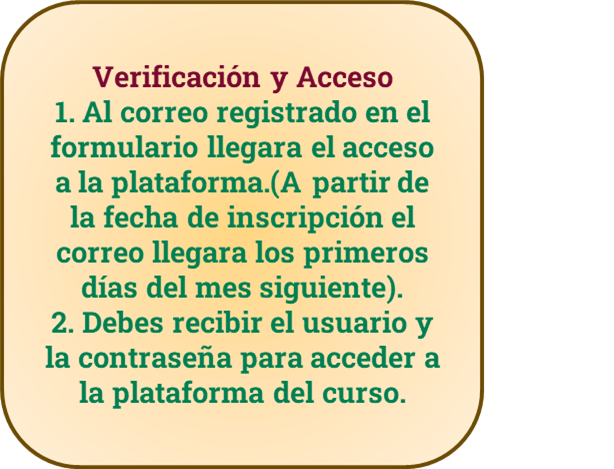 Verificación y Acceso
1. Al correo registrado en el
formulario llegara el acceso
a la plataforma.(A partir de
la fecha de inscripción el
correo llegara los primeros
días del mes siguiente).
2. Debes recibir el usuario y
la contraseña para acceder a
la plataforma del curso.